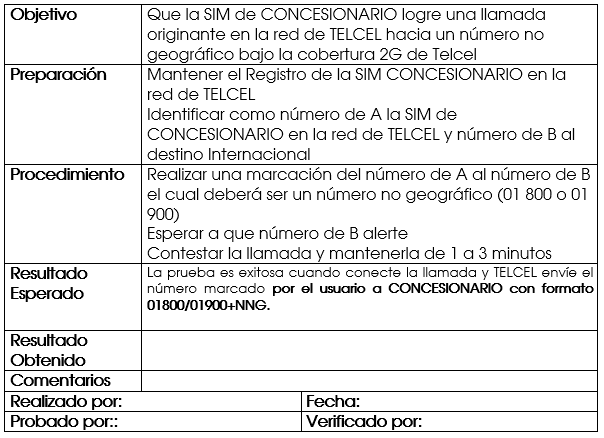 Objetivo
Que la SIM de CONCESIONARIO logre una llamada
originante en la red de TELCEL hacia un número no
geográfico bajo la cobertura 2G de Telcel
Preparación
Mantener el Registro de la SIM CONCESIONARIO en la
red de TELCEL
Identificar como número de A la SIM de
CONCESIONARIO en la red de TELCEL y número de B al
destino Internacional
Procedimiento
Realizar una marcación del número de A al número de B
el cual deberá ser un número no geográfico (01 800 o 01
900)
Esperar a que número de B alerte
Contestar la llamada y mantenerla de 1 a 3 minutos
Resultado
Esperado
La prueba es exitosa cuando conecte la llamada y TELCEL envíe el
número marcado por el usuario a CONCESIONARIO con formato
01800/01900+NNG.
Resultado
Obtenido
Comentarios
Realizado por:
Fecha:
Probado por::
Verificado por: